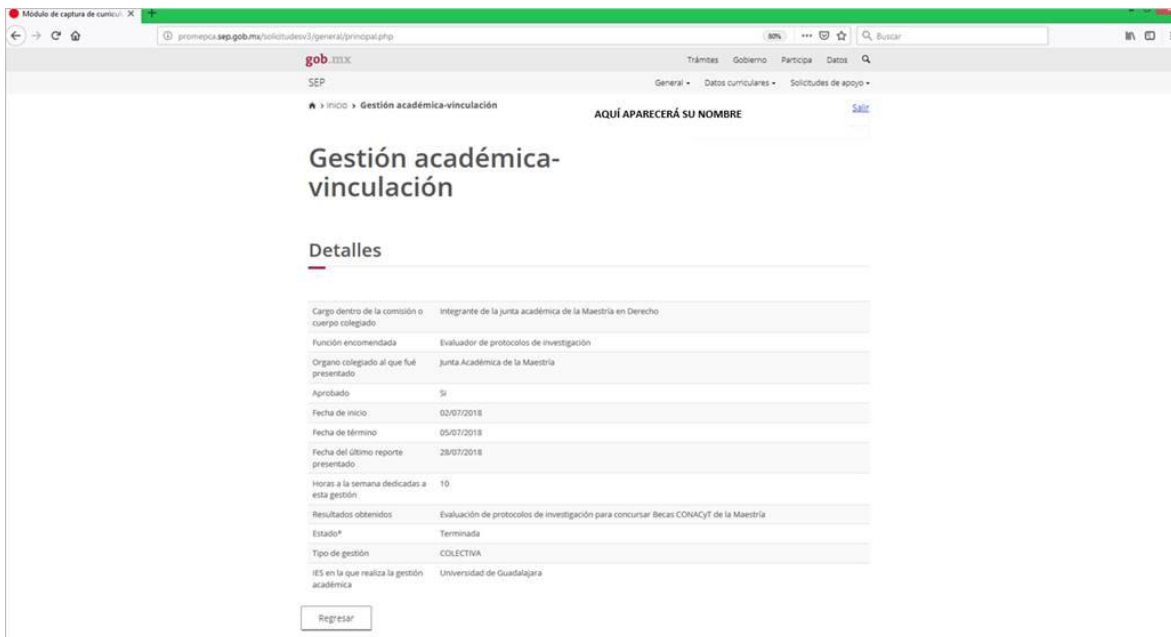 Módulo de captura de curricul
promepca.sep.gob.mx/solicitudesv3/general/principal.php
80%
Buscar
gob.mx
Trámites Gobierno Participa Datos
SEP
General Datos curriculares Solicitudes de apoyo
> Inicio > Gestión académica-vinculación
AQUÍ APARECERÁ SU NOMBRE
Salir
Gestión académica-
vinculación
Detalles
Cargo dentro de la comisión o Integrante de la junta académica de la Maestría en Derecho
cuerpo colegiado
Función encomendada Evaluador de protocolos de investigación
Organo colegiado al que fué Junta Académica de la Maestría
presentado
Aprobado Si
Fecha de inicio 02/07/2018
Fecha de término 05/07/2018
Fecha del último reporte 28/07/2018
presentado
Horas a la semana dedicadas a 10
esta gestión
Resultados obtenidos Evaluación de protocolos de investigación para concursar Becas CONACyT de la Maestría
Estado* Terminada
Tipo de gestión COLECTIVA
IES en la que realiza la gestión Universidad de Guadalajara
académica
Regresar